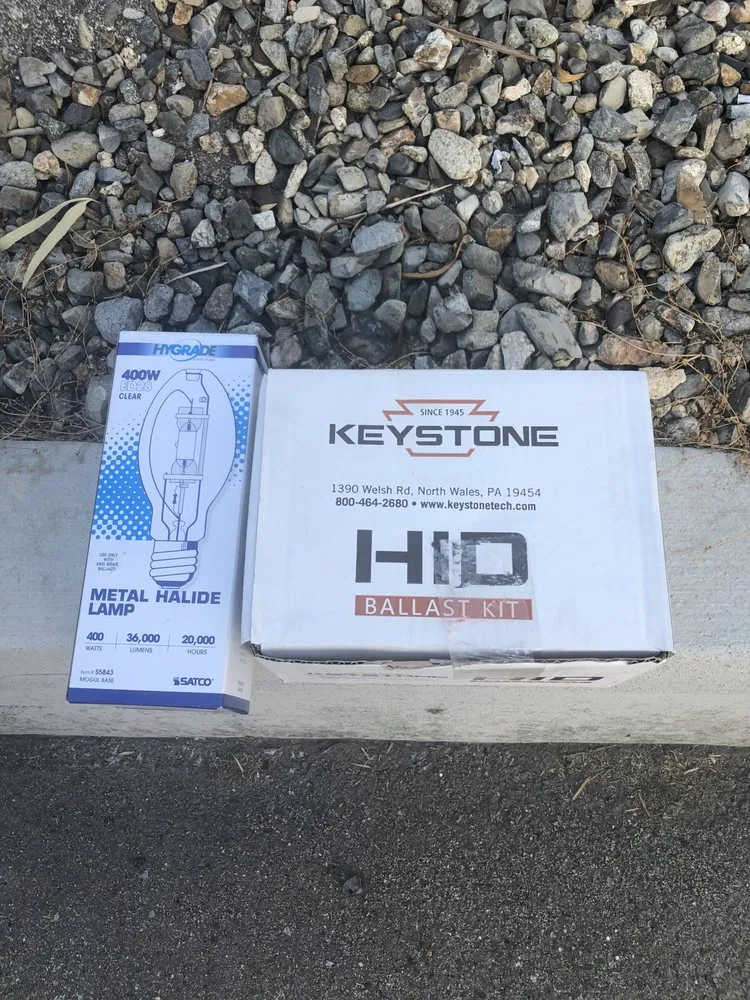 HYGRADE
400W
ED28
CLEAR
USE ONLY
WITH
BALLAST!
METAL HALIDE
LAMP
400
WATTS
36,000
LUMENS
20,000
HOURS
Item # S5843
MOGUL BASE
SATCO
SINCE 1945
KEYSTONE
1390 Welsh Rd, North Wales, PA 19454
800-464-2680 • www.keystonetech.com
HID
BALLAST KIT